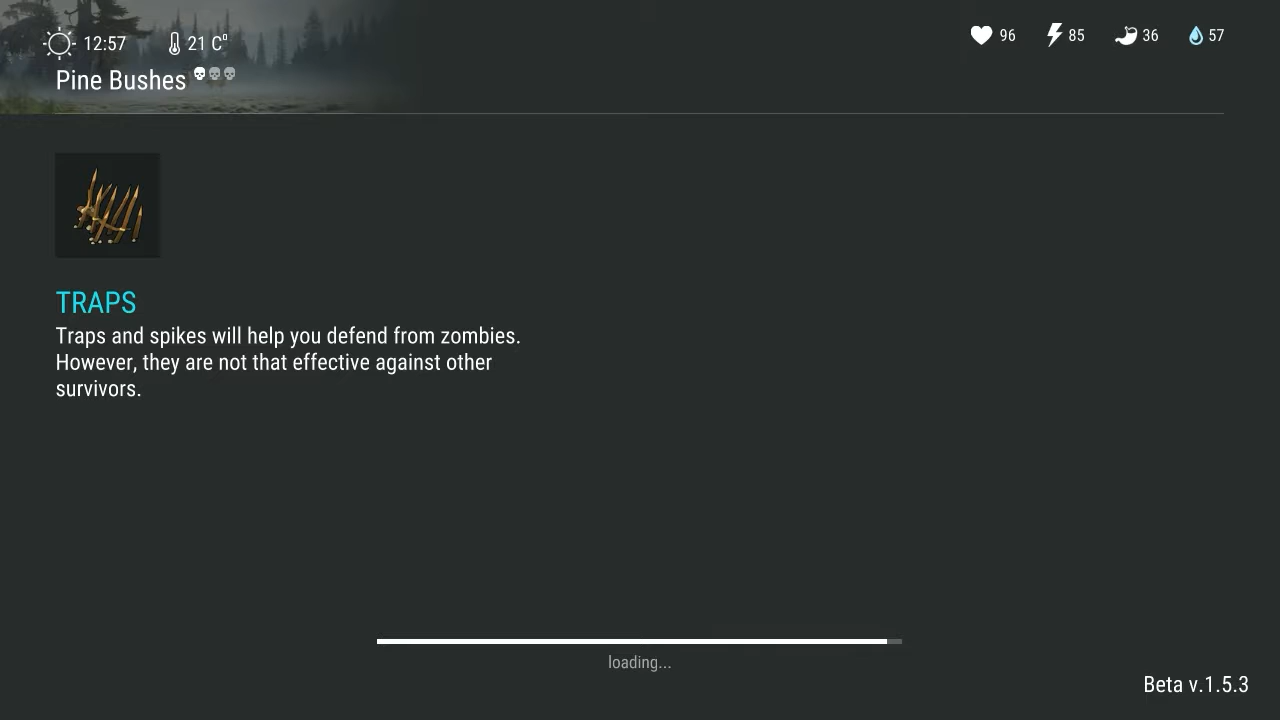 12:57
21 C⁰
96
85
36
57
Pine Bushes
TRAPS
Traps and spikes will help you defend from zombies.
However, they are not that effective against other
survivors.
loading...
Beta v.1.5.3